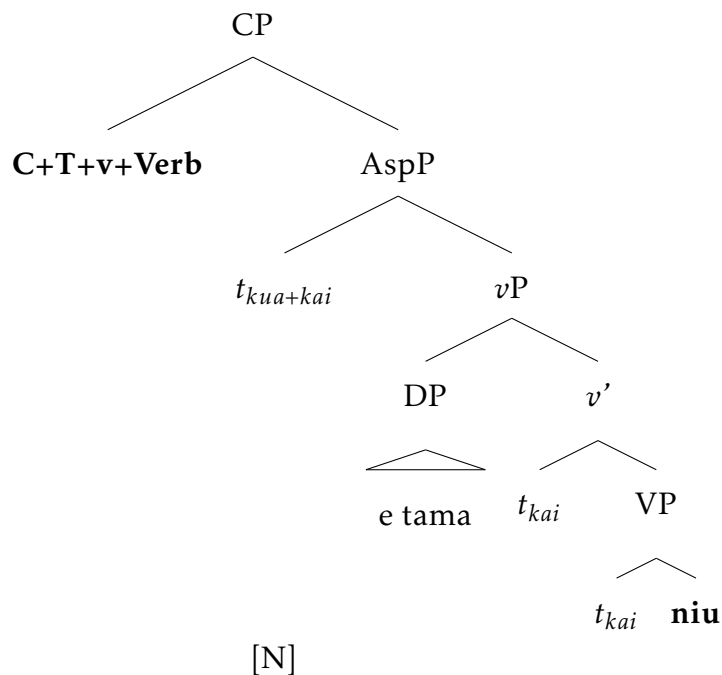 CP
C+T+v+Verb AspP
t_{kua+kai} vP
DP v’
e tama t_{kai} VP
t_{kai} niu
[N]